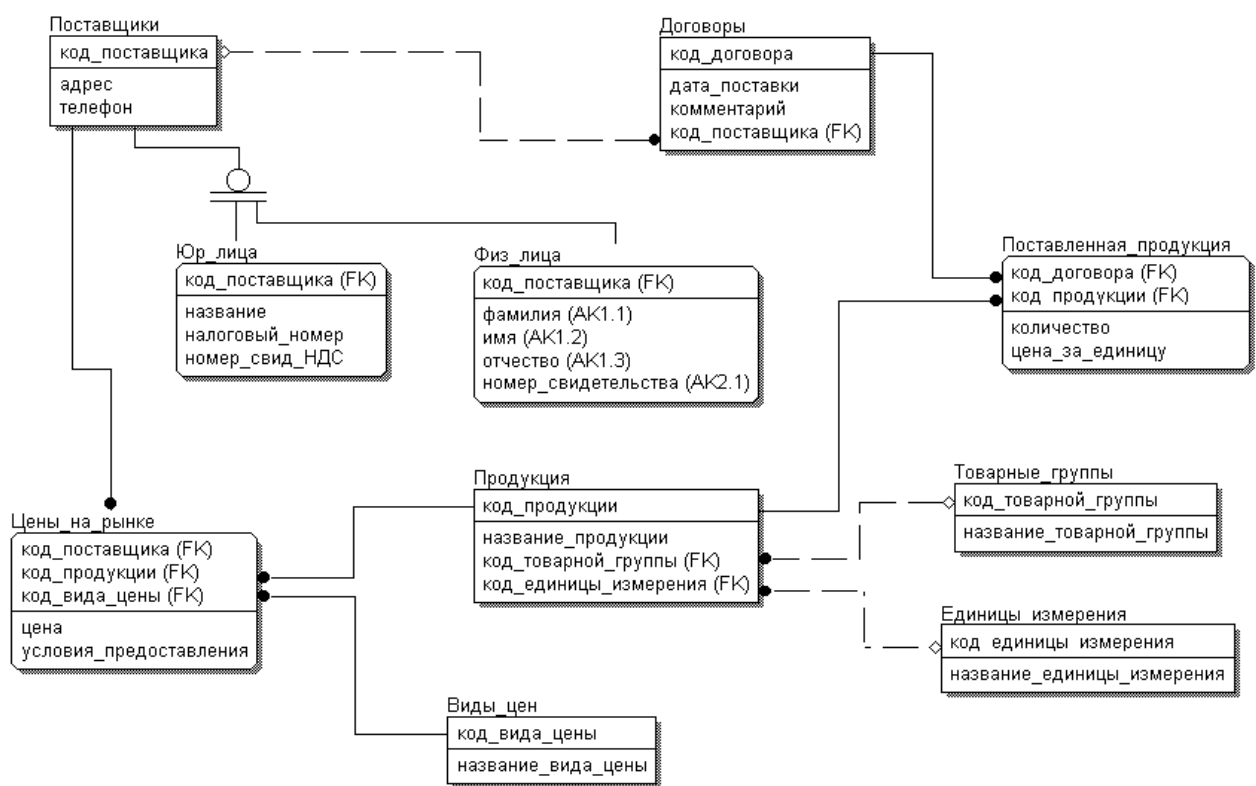 Поставщики
код_поставщика
адрес
телефон
Договоры
код_договора
дата_поставки
комментарий
код_поставщика (FK)
Юр_лица
код_поставщика (FK)
название
налоговый_номер
номер_свид_НДС
Физ_лица
код_поставщика (FK)
фамилия (AK1.1)
имя (AK1.2)
отчество (AK1.3)
номер_свидетельства (AK2.1)
Поставленная_продукция
код_договора (FK)
код_продукции (FK)
количество
цена_за_единицу
Цены_на_рынке
код_поставщика (FK)
код_продукции (FK)
код_вида_цены (FK)
цена
условия_предоставления
Продукция
код_продукции
название_продукции
код_товарной_группы (FK)
код_единицы_измерения (FK)
Товарные_группы
код_товарной_группы
название_товарной_группы
Единицы_измерения
код_единицы_измерения
название_единицы_измерения
Виды_цен
код_вида_цены
название_вида_цены